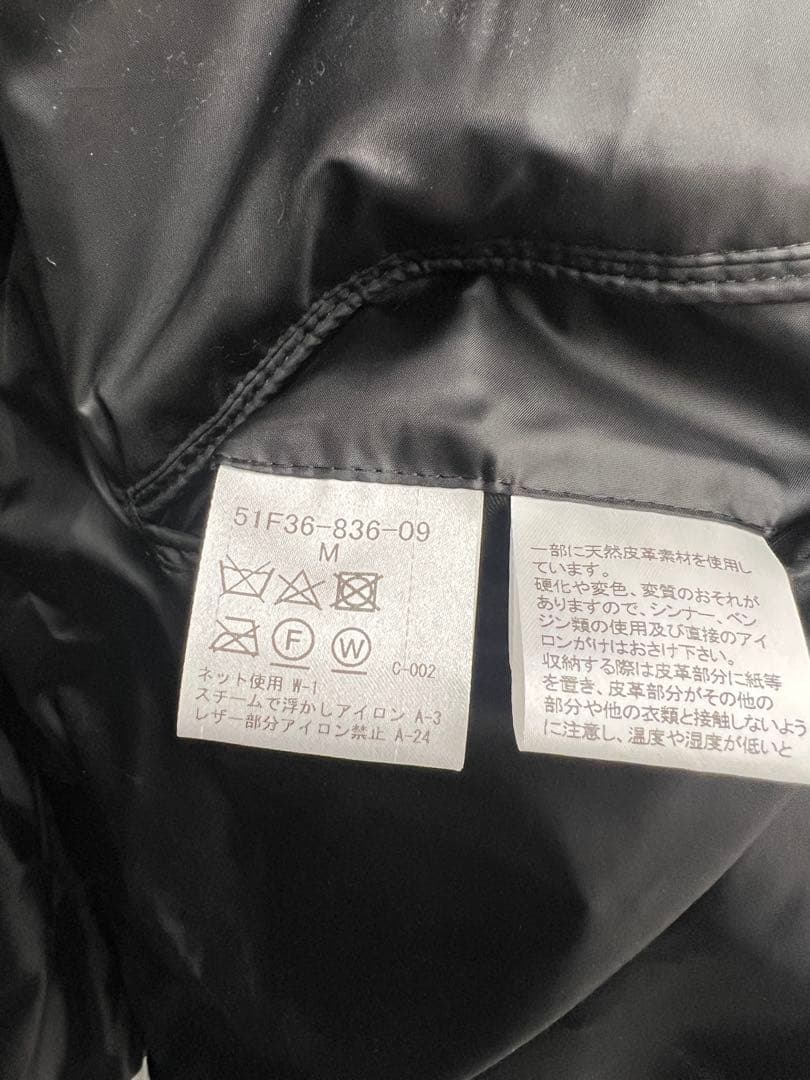 51F36-836-09
M
F W C-002
ネット使用 W-1
スチームで浮かしアイロン A-3
レザー部分アイロン禁止 A-24
一部に天然皮革素材を使用し
ています。
硬化や変色、変質のおそれが
ありますので、シンナー、ベン
ジン類の使用及び直接のアイ
ロンがけはおさけ下さい。
収納する際は皮革部分に紙等
を置き、皮革部分がその他の
部分や他の衣類と接触しないよう
に注意し、温度や湿度が低いと